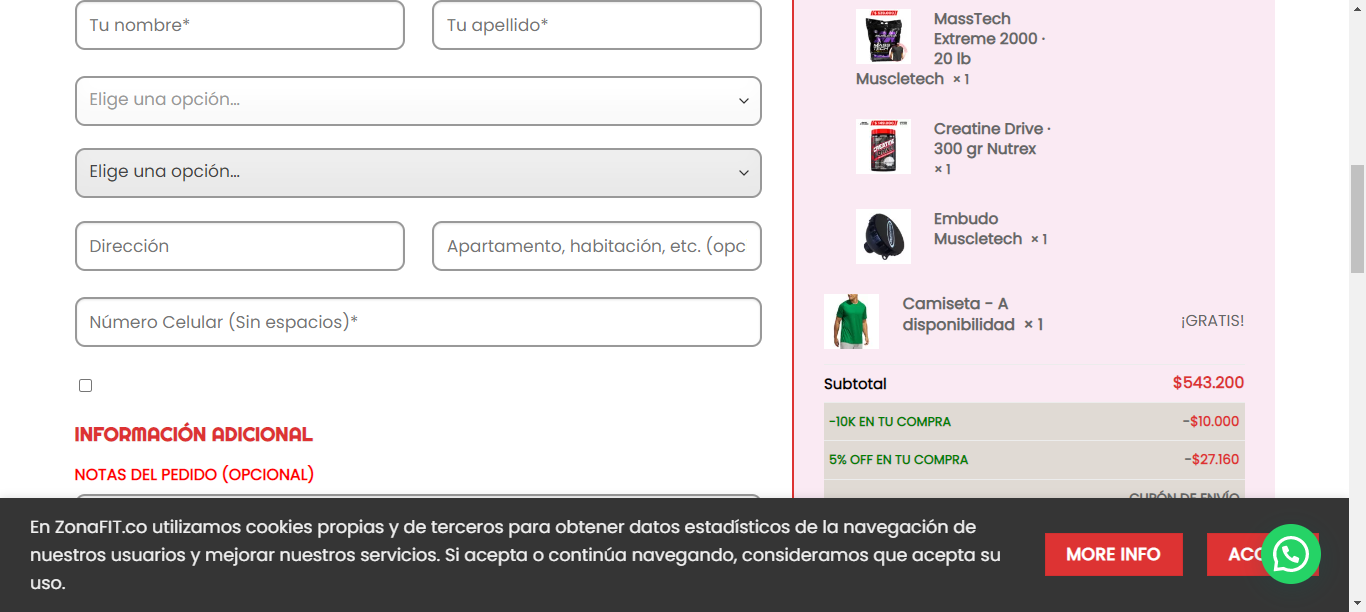 Tu nombre*
Tu apellido*
Elige una opción...
Elige una opción...
Dirección
Apartamento, habitación, etc. (opc
Número Celular (Sin espacios)*
INFORMACIÓN ADICIONAL
NOTAS DEL PEDIDO (OPCIONAL)
MassTech
Extreme 2000 ·
20 lb
Muscletech × 1
Creatine Drive ·
300 gr Nutrex
× 1
Embudo
Muscletech × 1
Camiseta - A
disponibilidad × 1
¡GRATIS!
Subtotal
$543.200
-10K EN TU COMPRA
-$10.000
5% OFF EN TU COMPRA
-$27.160
CUPÓN DE ENVÍO
En ZonaFIT.co utilizamos cookies propias y de terceros para obtener datos estadísticos de la navegación de
nuestros usuarios y mejorar nuestros servicios. Si acepta o continúa navegando, consideramos que acepta su
uso.
MORE INFO